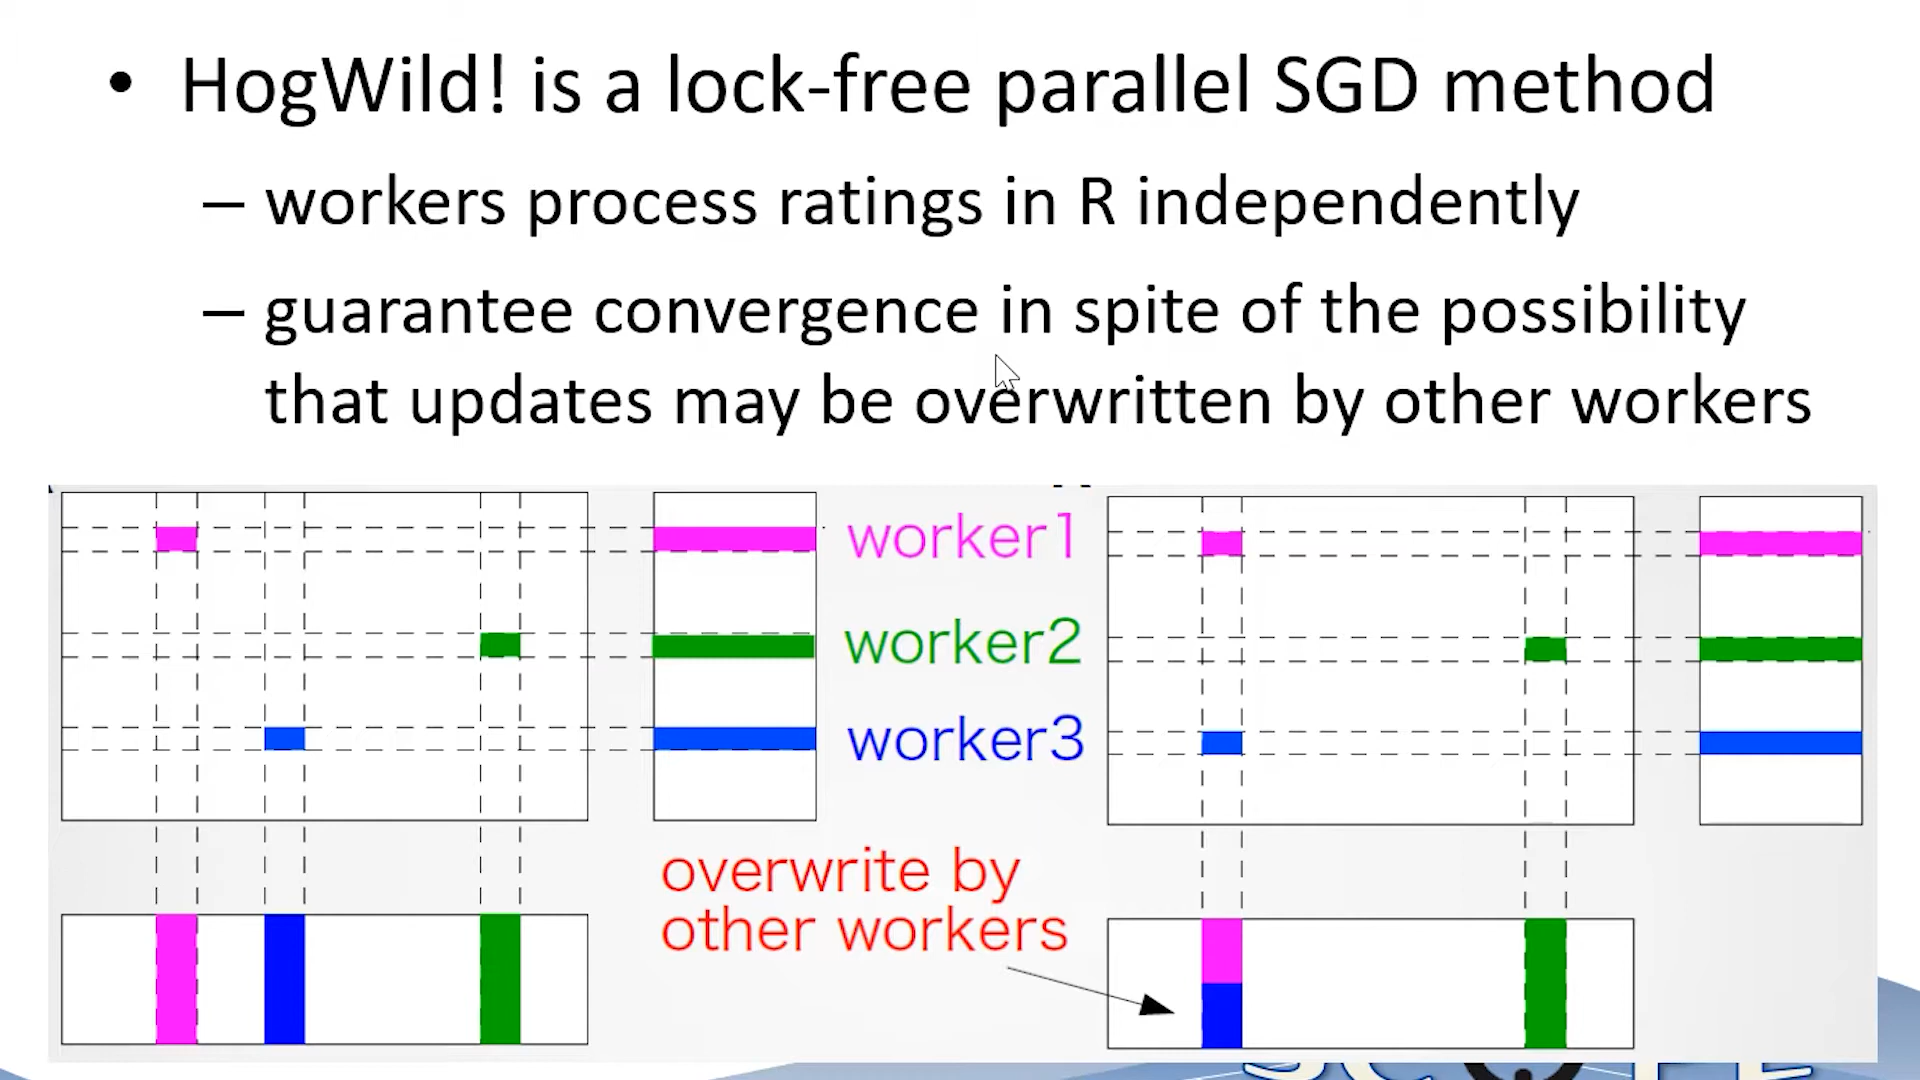 • HogWild! is a lock-free parallel SGD method
– workers process ratings in R independently
– guarantee convergence in spite of the possibility
that updates may be overwritten by other workers
worker1
worker2
worker3
overwrite by
other workers